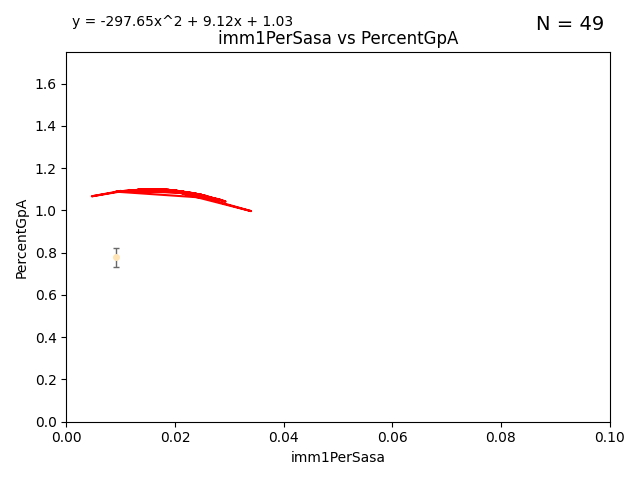 y = -297.65x^2 + 9.12x + 1.03
N = 49
imm1PerSasa vs PercentGpA
PercentGpA
1.6
1.4
1.2
1.0
0.8
0.6
0.4
0.2
0.0
0.00 0.02 0.04 0.06 0.08 0.10
imm1PerSasa